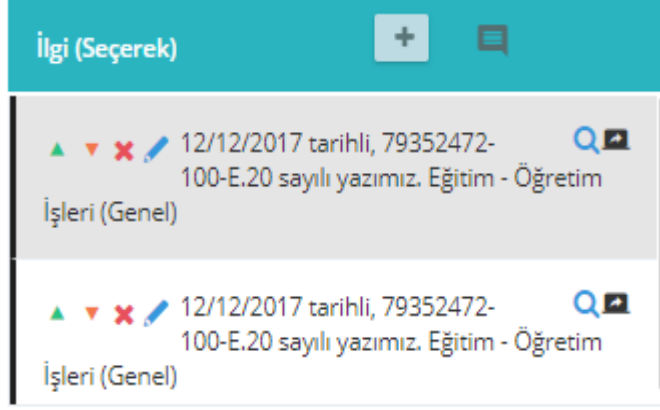 İlgi (Seçerek)
12/12/2017 tarihli, 79352472-
100-E.20 sayılı yazımız. Eğitim - Öğretim
İşleri (Genel)
12/12/2017 tarihli, 79352472-
100-E.20 sayılı yazımız. Eğitim - Öğretim
İşleri (Genel)